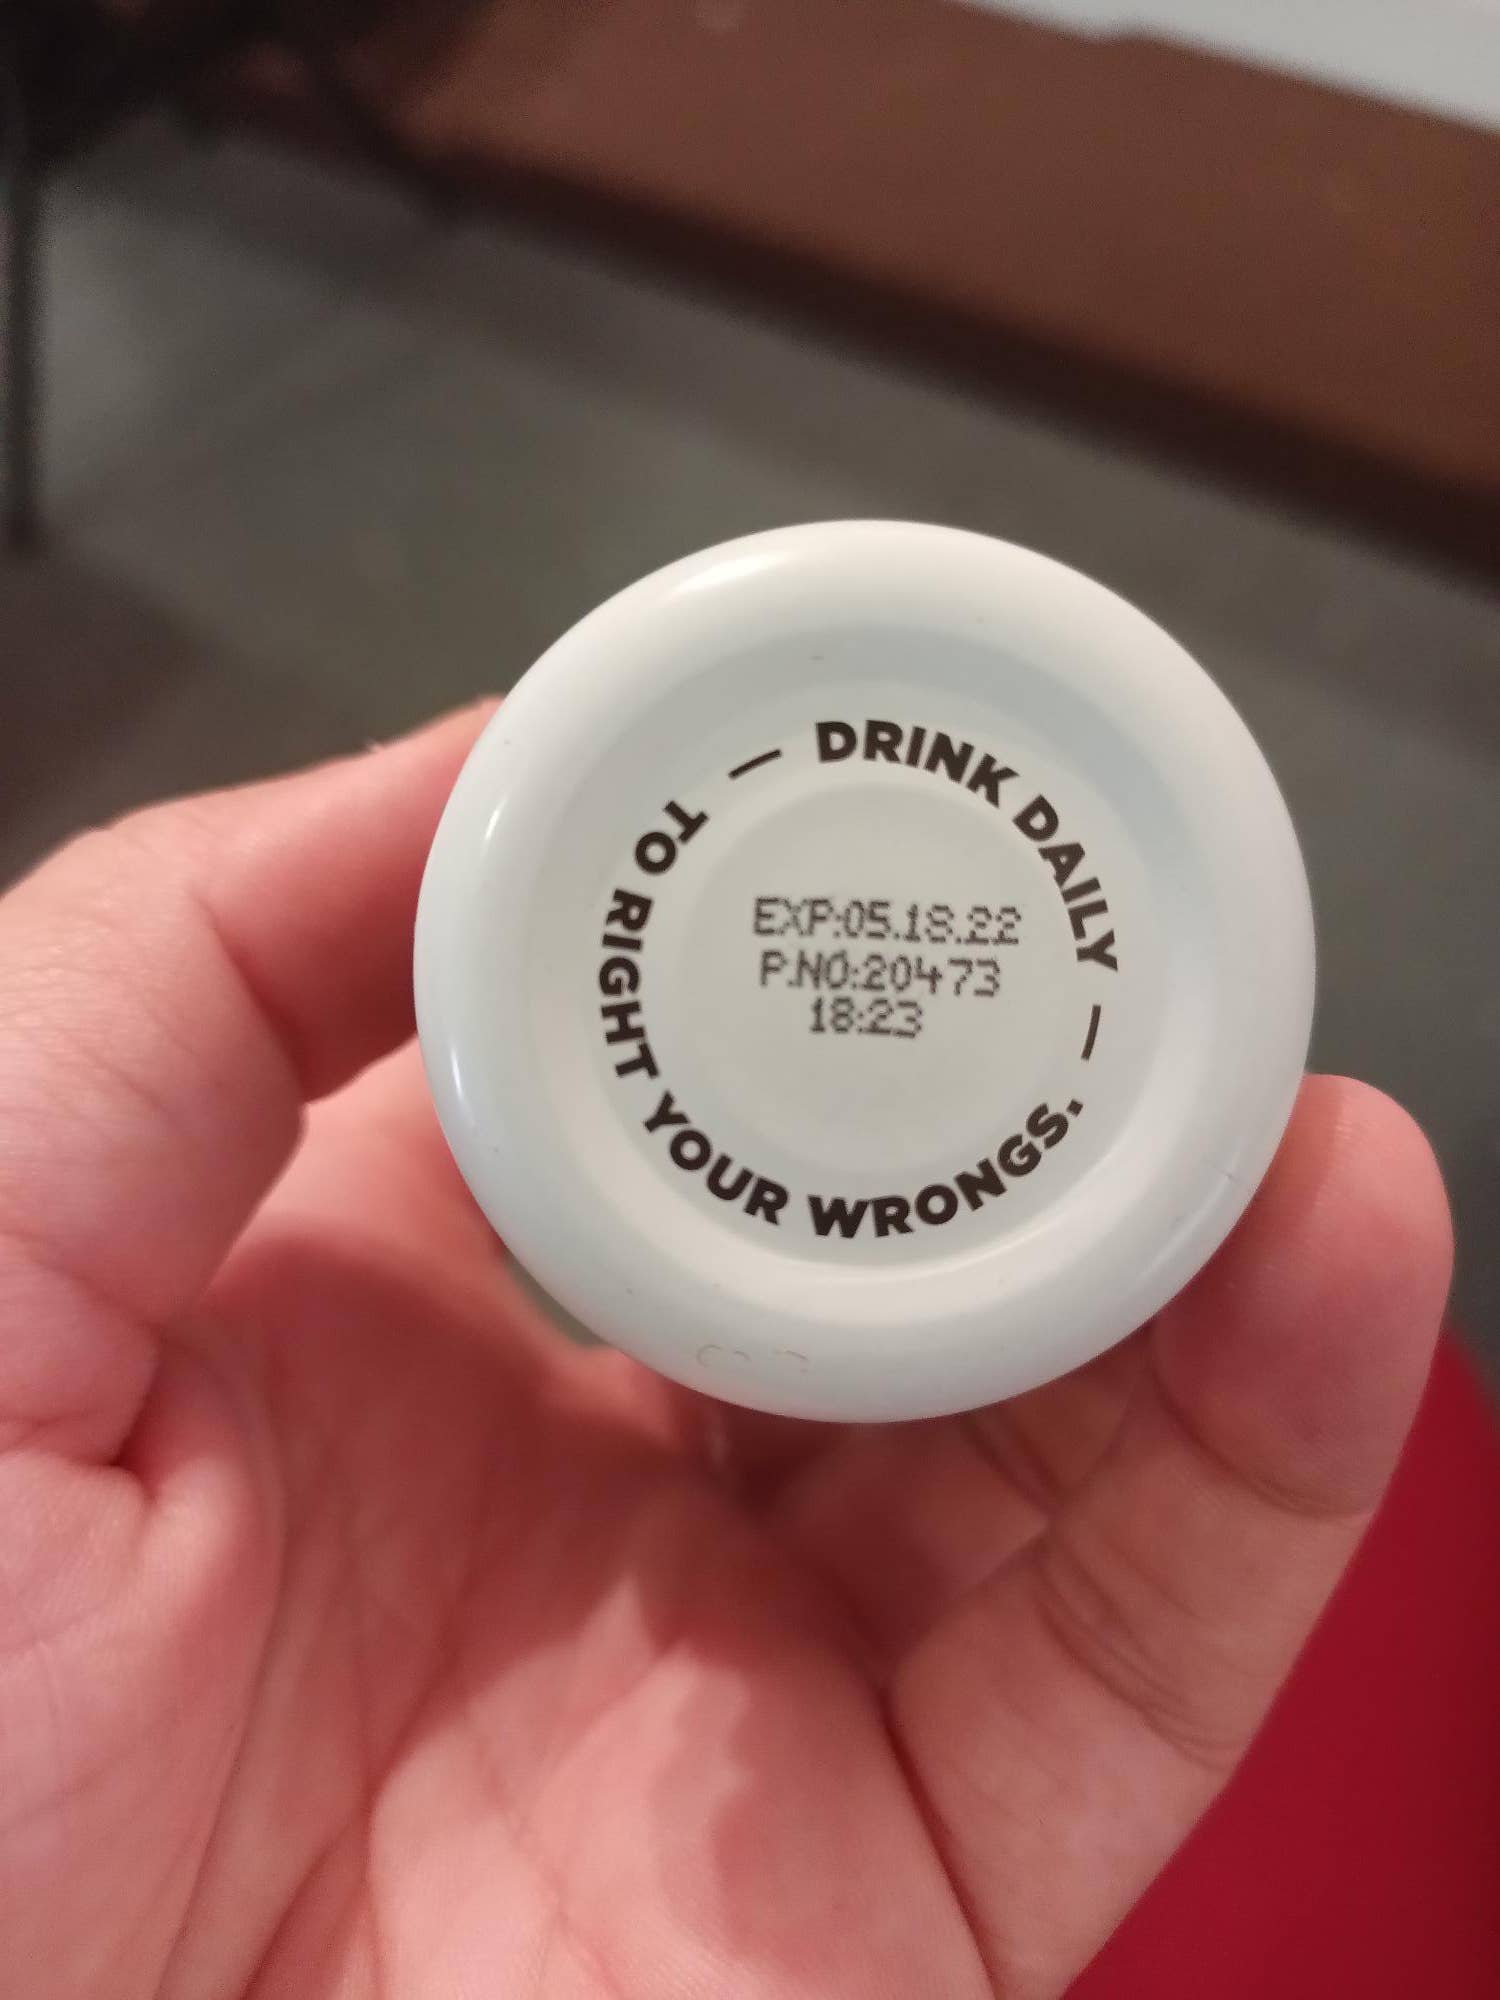 — DRINK DAILY —
TO RIGHT YOUR WRONGS.
EXP:05.18.22
P.NO:20473
18:23